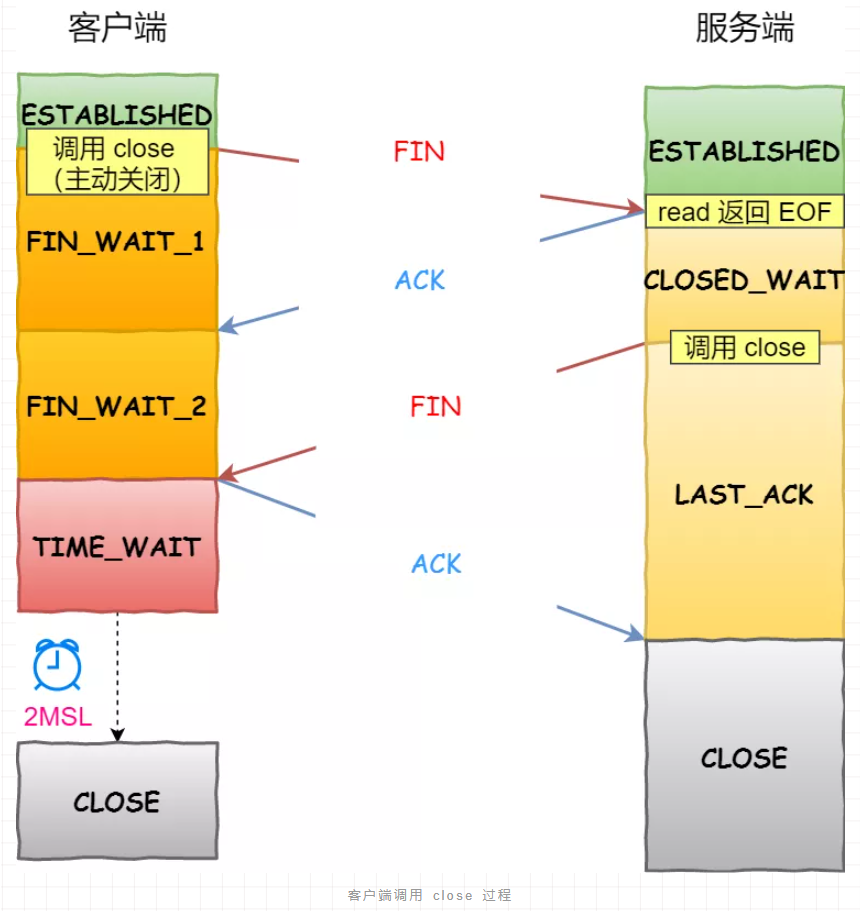 客户端
服务端
ESTABLISHED
调用 close
（主动关闭）
FIN
ESTABLISHED
read 返回 EOF
FIN_WAIT_1
ACK
CLOSED_WAIT
调用 close
FIN_WAIT_2
FIN
LAST_ACK
TIME_WAIT
ACK
2MSL
CLOSE
CLOSE
客户端调用 close 过程